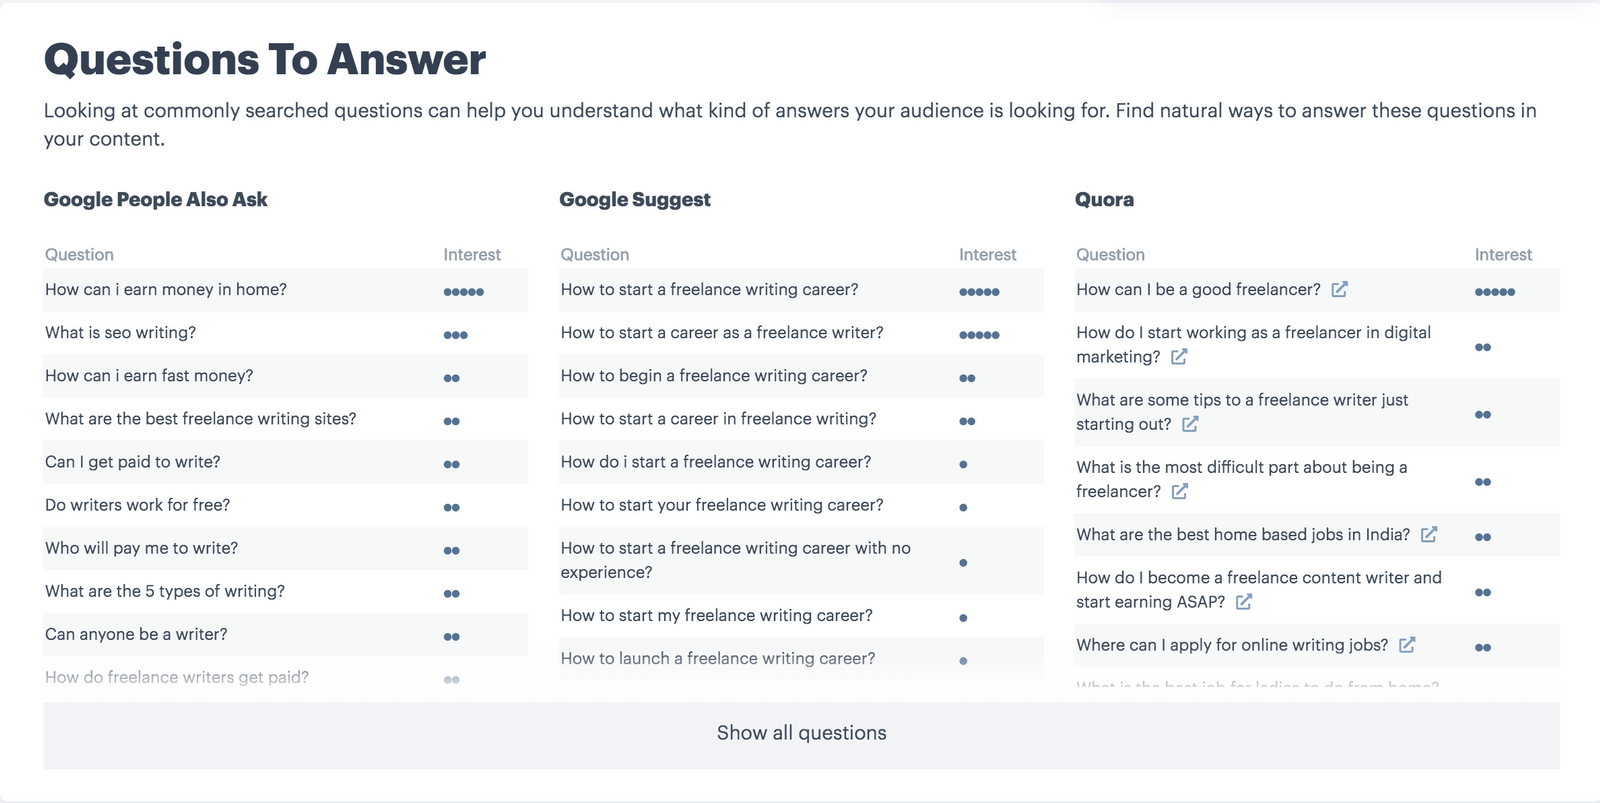 Questions To Answer
Looking at commonly searched questions can help you understand what kind of answers your audience is looking for. Find natural ways to answer these questions in
your content.
Google People Also Ask
Question Interest
How can i earn money in home?
What is seo writing?
How can i earn fast money?
What are the best freelance writing sites?
Can I get paid to write?
Do writers work for free?
Who will pay me to write?
What are the 5 types of writing?
Can anyone be a writer?
How do freelance writers get paid?
Google Suggest
Question Interest
How to start a freelance writing career?
How to start a career as a freelance writer?
How to begin a freelance writing career?
How to start a career in freelance writing?
How do i start a freelance writing career?
How to start your freelance writing career?
How to start a freelance writing career with no
experience?
How to start my freelance writing career?
How to launch a freelance writing career?
Quora
Question Interest
How can I be a good freelancer?
How do I start working as a freelancer in digital
marketing?
What are some tips to a freelance writer just
starting out?
What is the most difficult part about being a
freelancer?
What are the best home based jobs in India?
How do I become a freelance content writer and
start earning ASAP?
Where can I apply for online writing jobs?
What is the best job for ladies to do from home?
Show all questions